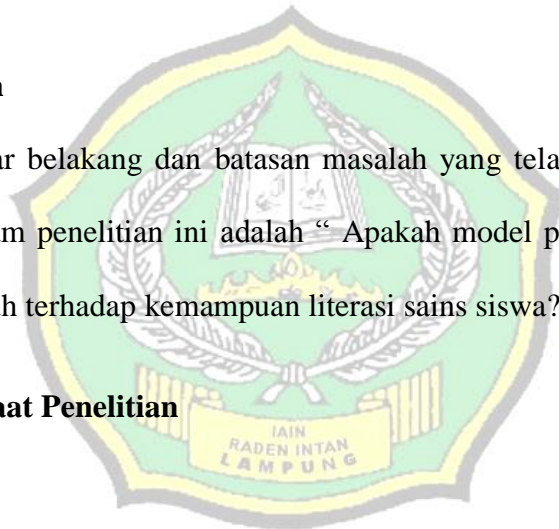 ar belakang dan batasan masalah yang tela
m penelitian ini adalah “ Apakah model p
h terhadap kemampuan literasi sains siswa?
aat Penelitian
IAIN
RADEN INTAN
LAMPUNG